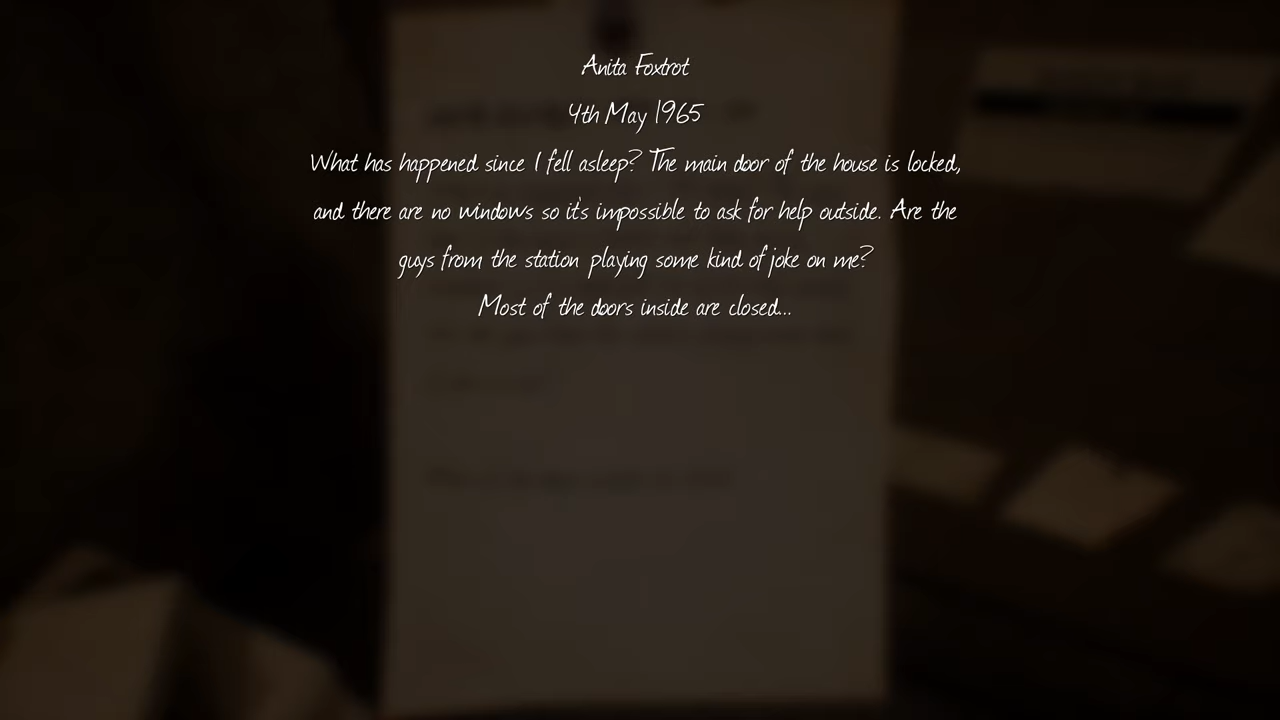 Anita Foxtrot
4th May 1965
What has happened since I fell asleep? The main door of the house is locked,
and there are no windows so it's impossible to ask for help outside. Are the
guys from the station playing some kind of joke on me?
Most of the doors inside are closed...